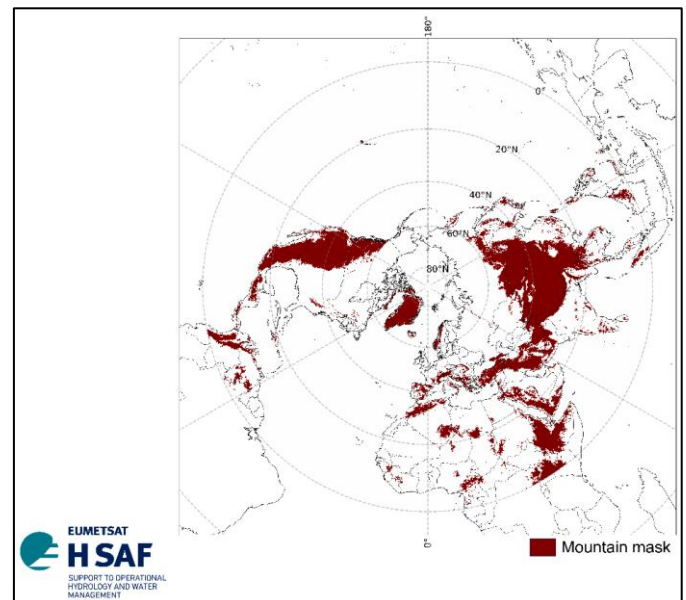 180°
0°
20°N
40°N
60°N
80°N
0°
Mountain mask
EUMETSAT
H SAF
SUPPORT TO OPERATIONAL
HYDROLOGY AND WATER
MANAGEMENT